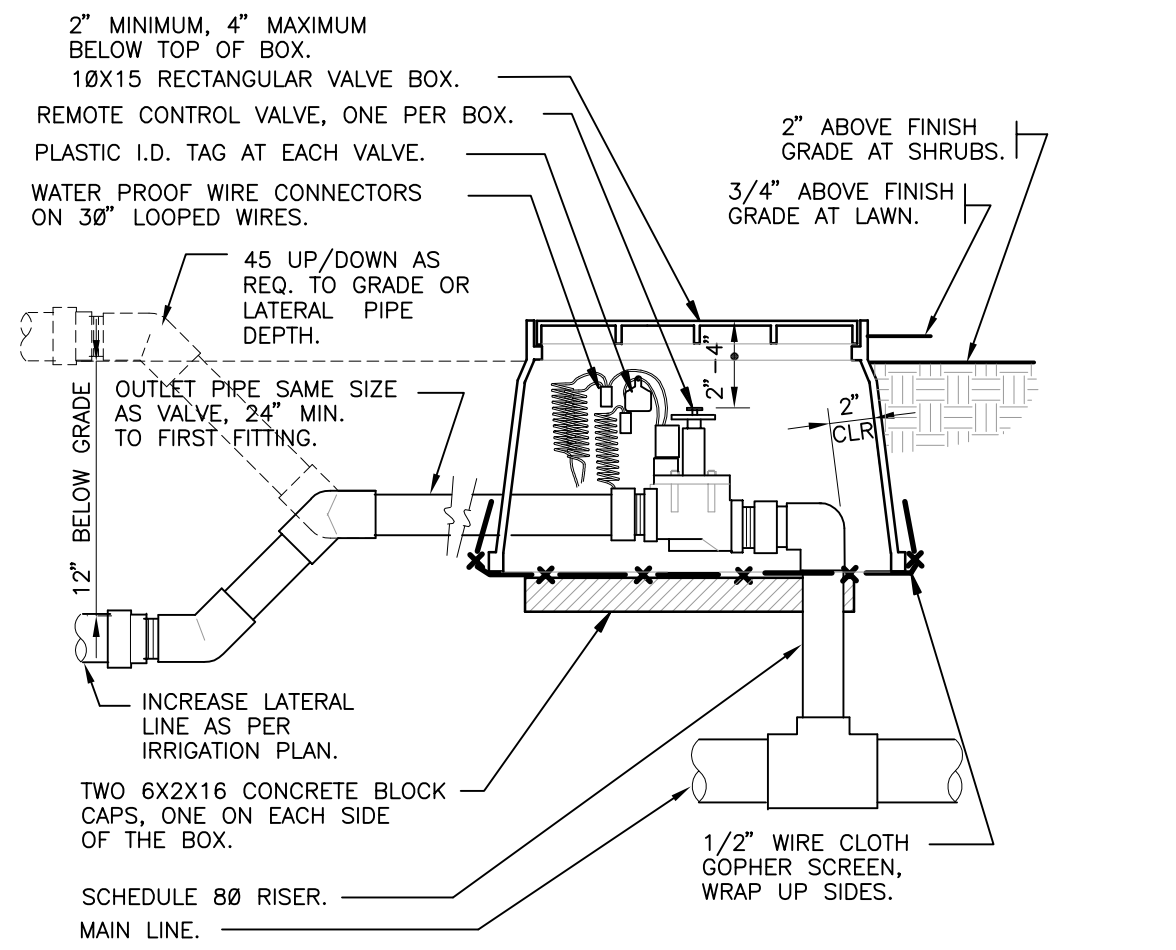 2” MINIMUM, 4” MAXIMUM
BELOW TOP OF BOX.
10X15 RECTANGULAR VALVE BOX.
REMOTE CONTROL VALVE, ONE PER BOX.
PLASTIC I.D. TAG AT EACH VALVE.
WATER PROOF WIRE CONNECTORS
ON 30” LOOPED WIRES.
2” ABOVE FINISH
GRADE AT SHRUBS.
3/4” ABOVE FINISH
GRADE AT LAWN.
45 UP/DOWN AS
REQ. TO GRADE OR
LATERAL PIPE
DEPTH.
2”-4”
OUTLET PIPE SAME SIZE
AS VALVE, 24” MIN.
TO FIRST FITTING.
2”
CLR
12” BELOW GRADE
INCREASE LATERAL
LINE AS PER
IRRIGATION PLAN.
TWO 6X2X16 CONCRETE BLOCK
CAPS, ONE ON EACH SIDE
OF THE BOX.
1/2” WIRE CLOTH
GOPHER SCREEN,
WRAP UP SIDES.
SCHEDULE 80 RISER.
MAIN LINE.